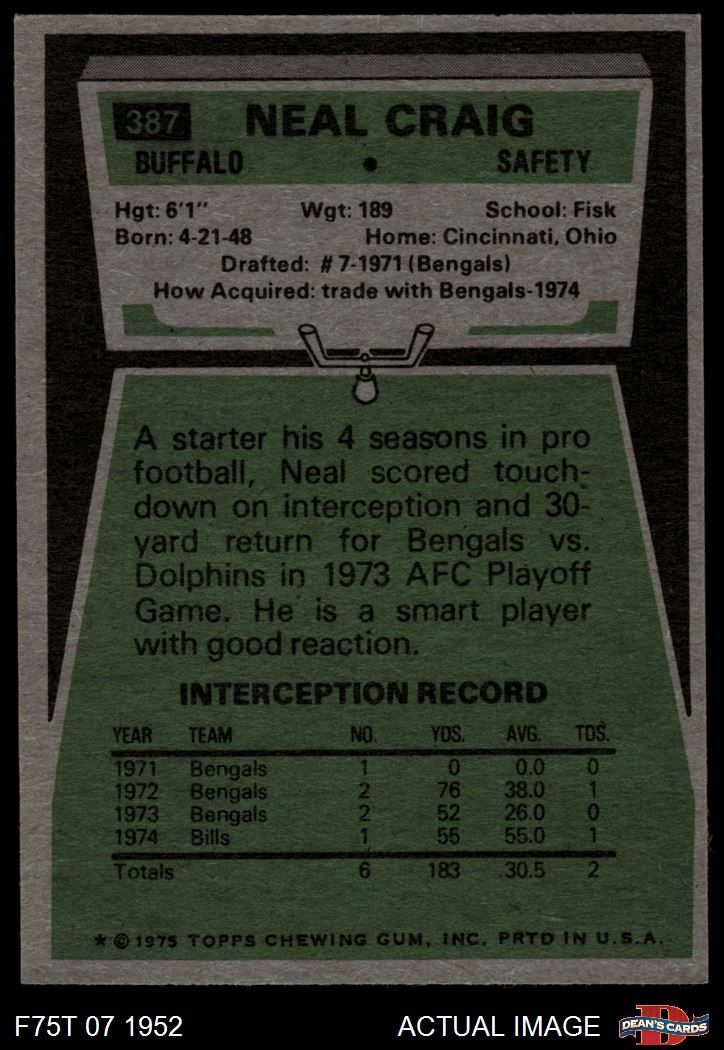 387 NEAL CRAIG
BUFFALO • SAFETY
Hgt: 6'1" Wgt: 189 School: Fisk
Born: 4-21-48 Home: Cincinnati, Ohio
Drafted: #7-1971 (Bengals)
How Acquired: trade with Bengals-1974
A starter his 4 seasons in pro
football, Neal scored touch-
down on interception and 30-
yard return for Bengals vs.
Dolphins in 1973 AFC Playoff
Game. He is a smart player
with good reaction.
INTERCEPTION RECORD
YEAR TEAM NO. YDS. AVG. TDS.
1971 Bengals 1 0 0.0 0
1972 Bengals 2 76 38.0 1
1973 Bengals 2 52 26.0 0
1974 Bills 1 55 55.0 1
Totals 6 183 30.5 2
* © 1975 TOPPS CHEWING GUM, INC. PRTD IN U.S.A.
F75T 07 1952 ACTUAL IMAGE D DEAN'S CARDS